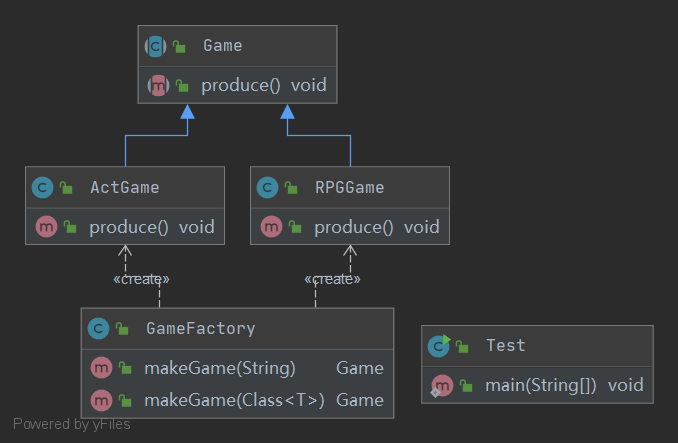 Game
produce() void
ActGame
RPGGame
produce() void
produce() void
«create»
«create»
GameFactory
makeGame(String) Game
makeGame(Class<T>) Game
Test
main(String[]) void
Powered by yFiles